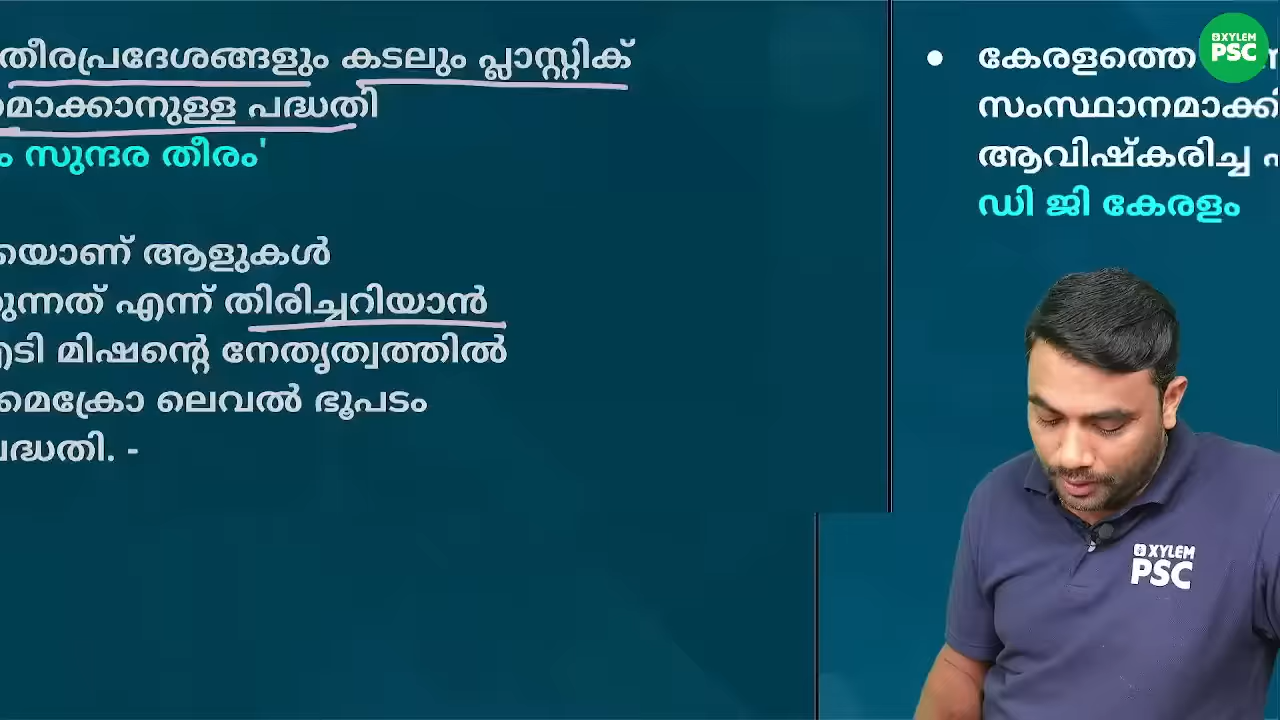 തീരപ്രദേശങ്ങളും കടലും പ്ലാസ്റ്റിക്
മാക്കാനുള്ള പദ്ധതി
സുന്ദര തീരം'
ആളുകൾ
എന്ന് തിരിച്ചറിയാൻ
മിഷന്റെ നേതൃത്വത്തിൽ
മൈക്രോ ലെവൽ ഭൂപടം
പദ്ധതി. -
• കേരളത്തെ
സംസ്ഥാനമാക്കി
ആവിഷ്കരിച്ച
ഡി ജി കേരളം
XYLEM
PSC
XYLEM
PSC